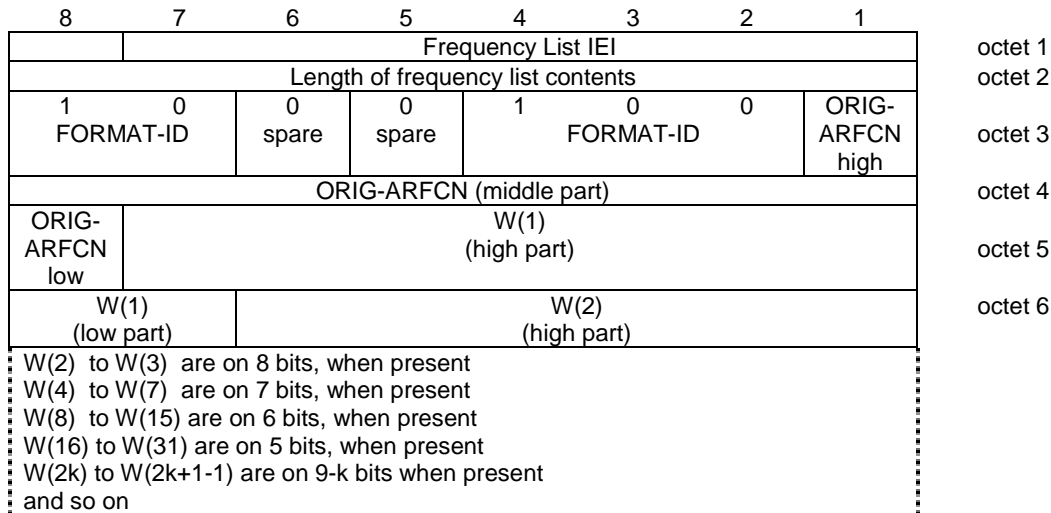 8 7 6 5 4 3 2 1
Frequency List IEI octet 1
Length of frequency list contents octet 2
1 0 0 0 1 0 0 ORIG-
FORMAT-ID spare spare FORMAT-ID ARFCN octet 3
high
ORIG-ARFCN (middle part) octet 4
ORIG- W(1)
ARFCN (high part) octet 5
low
W(1) W(2) octet 6
(low part) (high part)
W(2) to W(3) are on 8 bits, when present
W(4) to W(7) are on 7 bits, when present
W(8) to W(15) are on 6 bits, when present
W(16) to W(31) are on 5 bits, when present
W(2k) to W(2k+1-1) are on 9-k bits when present
and so on